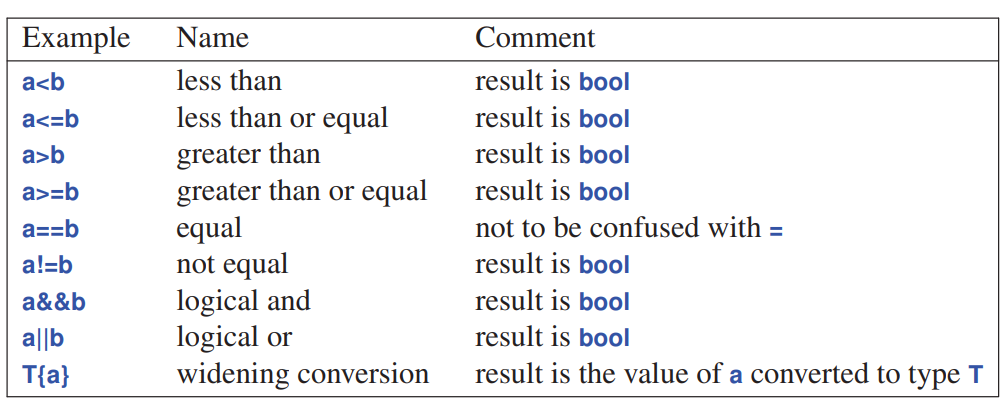 Example Name Comment
a<b less than result is bool
a<=b less than or equal result is bool
a>b greater than result is bool
a>=b greater than or equal result is bool
a==b equal not to be confused with =
a!=b not equal result is bool
a&&b logical and result is bool
a||b logical or result is bool
T{a} widening conversion result is the value of a converted to type T